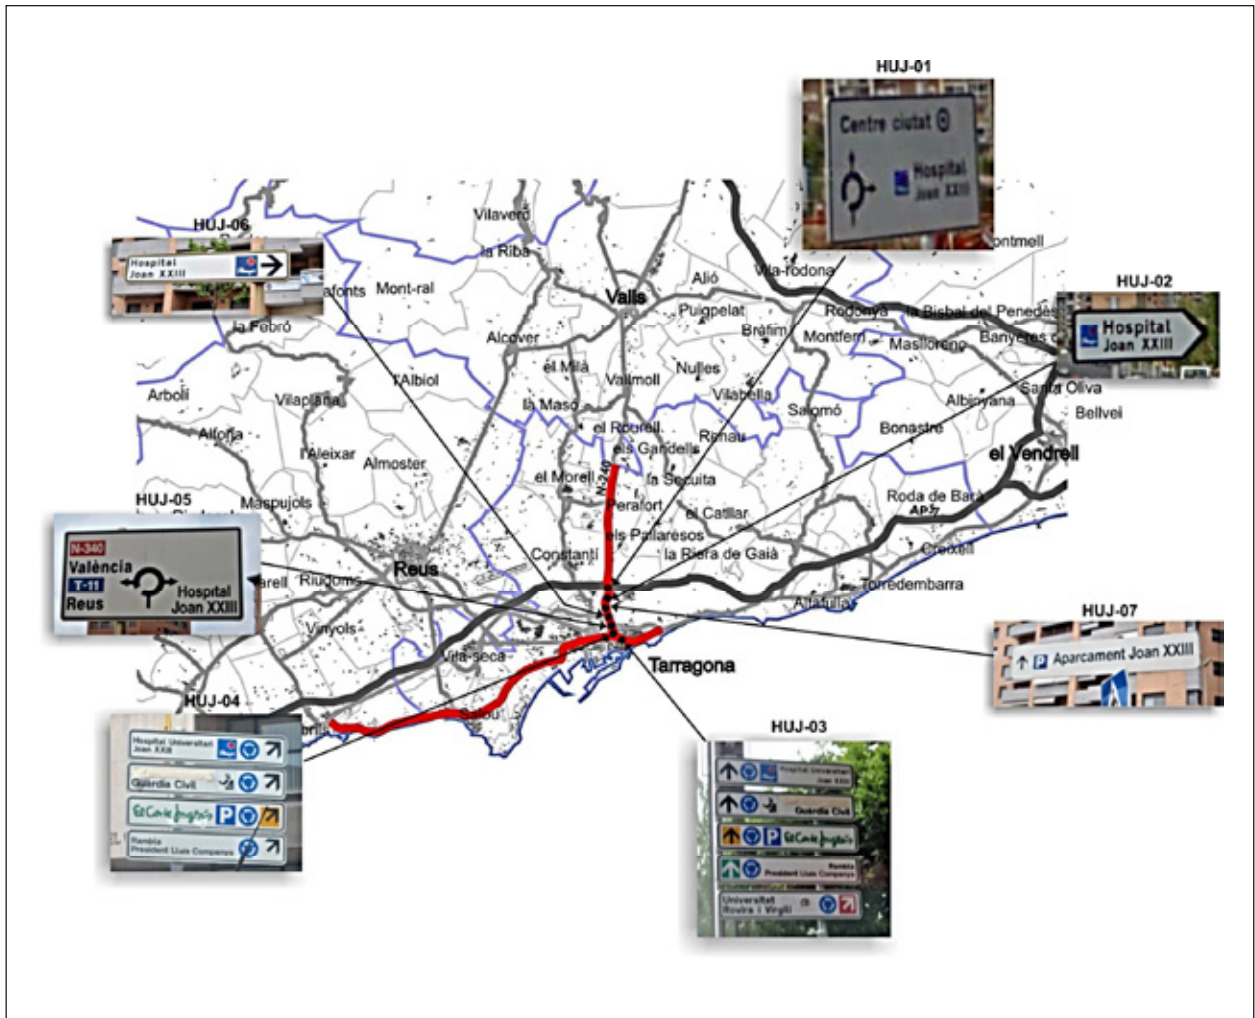 HUJ-01
Centre ciutat
Hospital
Joan XXIII
HUJ-06
Hospital
Joan XXIII
Vilaverd
la Riba
ontmell
Vila-rodona
HUJ-02
Hospital
Joan XXIII
afonts
Mont-ral
Valls
Alió
Puigpelat
Rodonyà
la Bisbal del Penedès
la Febró
Alcover
Bràfim
Montferri
Masllorenç
Banyeres d
el Milà
Vallmoll
Nulles
Santa Oliva
Arbolí
Vilaplana
l'Albiol
la Masó
Vilabella
Salomó
Albinyana
Bellvei
Alforja
el Rourell
Renau
Bonastre
l'Aleixar
Almoster
els Garidells
el Vendrell
el Morell
N-240
la Secuita
HUJ-05
Maspujols
Perafort
el Catllar
Roda de Barà
AP-7
els Pallaresos
N-340
València
T-11
Reus
Hospital
Joan XXIII
Constantí
la Riera de Gaià
Creixell
Reus
arell
Riudoms
Torredembarra
Altafulla
Vinyols
HUJ-07
Aparcament Joan XXIII
Vila-seca
Tarragona
HUJ-04
Salou
Hospital Universitari
Joan XXIII
Guàrdia Civil
El Corte Inglés
P
Rambla
President Lluís Companys
HUJ-03
Hospital Universitari
Joan XXIII
Guàrdia Civil
P El Corte Inglés
Rambla
President Lluís Companys
Universitat
Rovira i Virgili